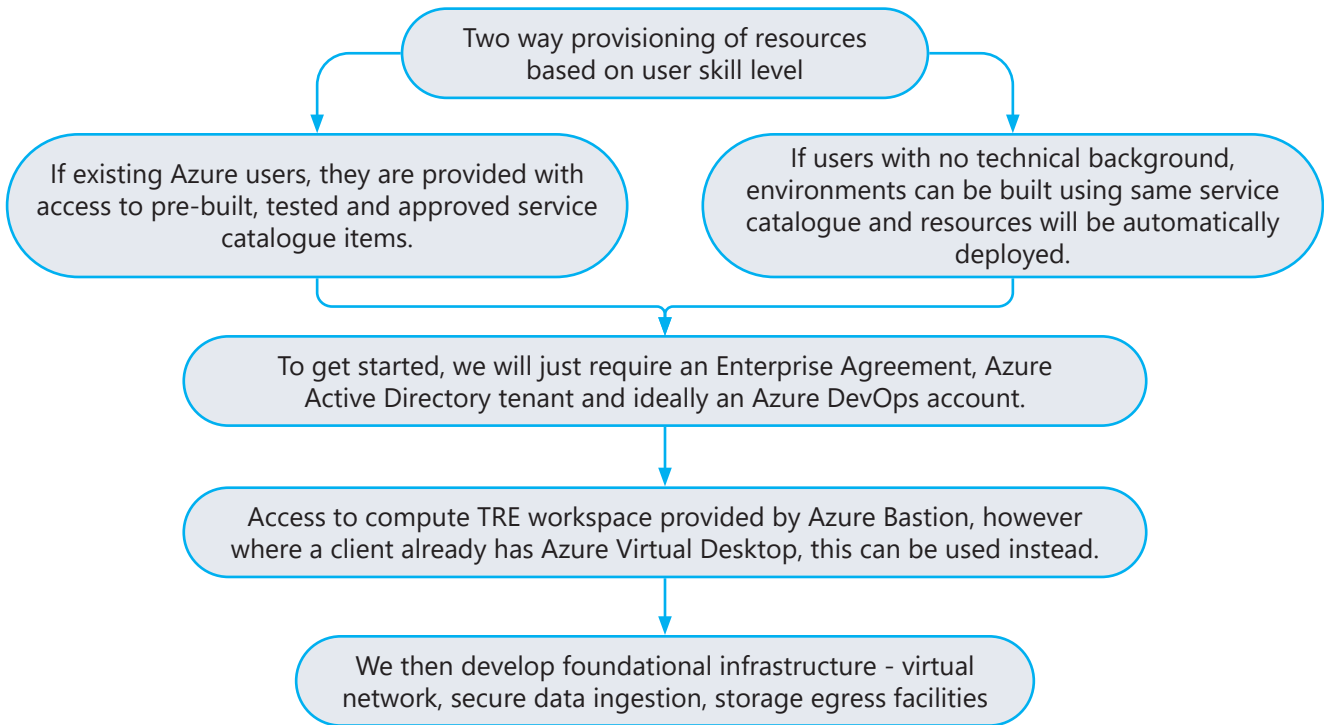 Two way provisioning of resources
based on user skill level
If existing Azure users, they are provided with
access to pre-built, tested and approved service
catalogue items.
If users with no technical background,
environments can be built using same service
catalogue and resources will be automatically
deployed.
To get started, we will just require an Enterprise Agreement, Azure
Active Directory tenant and ideally an Azure DevOps account.
Access to compute TRE workspace provided by Azure Bastion, however
where a client already has Azure Virtual Desktop, this can be used instead.
We then develop foundational infrastructure - virtual
network, secure data ingestion, storage egress facilities